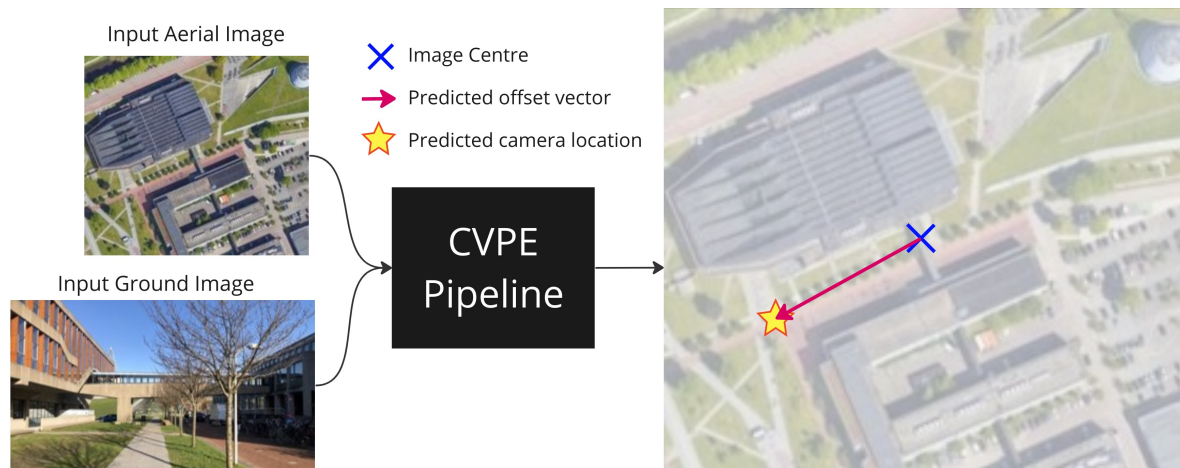 Input Aerial Image
Image Centre
Predicted offset vector
Predicted camera location
CVPE
Pipeline
Input Ground Image